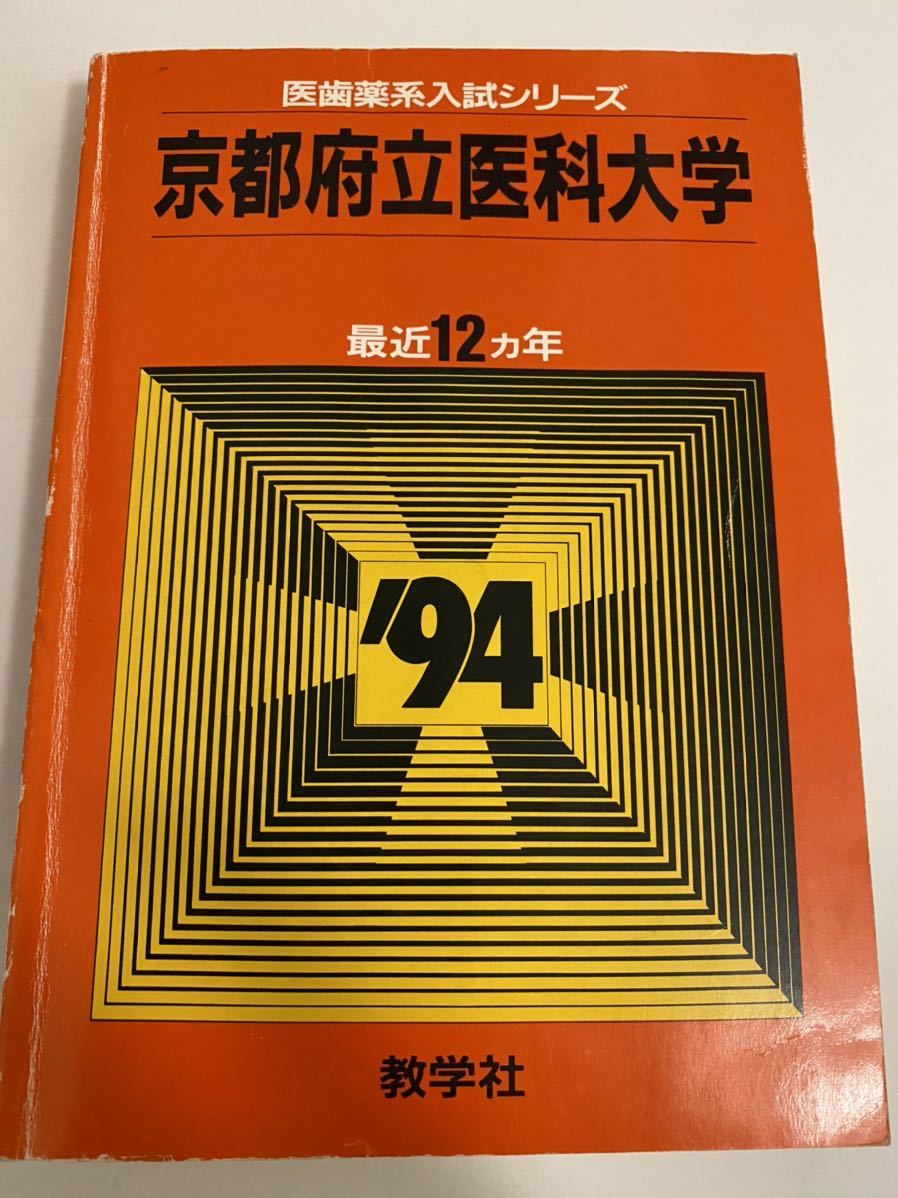 医歯薬系入試シリーズ
京都府立医科大学
最近12ヵ年
'94
教学社